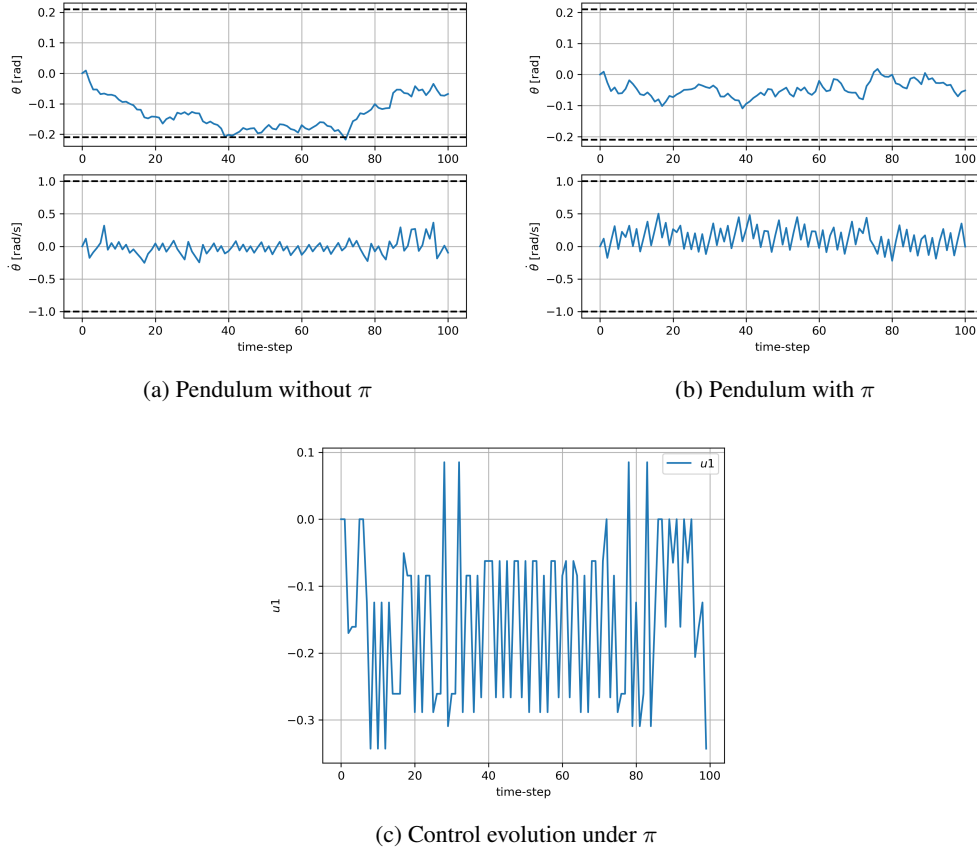 0.2
0.1
0.0
−0.1
−0.2
θ [rad]
0 20 40 60 80 100
1.0
0.5
0.0
−0.5
−1.0
θ̇ [rad/s]
0 20 40 60 80 100
time-step
(a) Pendulum without π
0.2
0.1
0.0
−0.1
−0.2
θ [rad]
0 20 40 60 80 100
1.0
0.5
0.0
−0.5
−1.0
θ̇ [rad/s]
0 20 40 60 80 100
time-step
(b) Pendulum with π
0.1
0.0
−0.1
−0.2
−0.3
u1
u1
0 20 40 60 80 100
time-step
(c) Control evolution under π